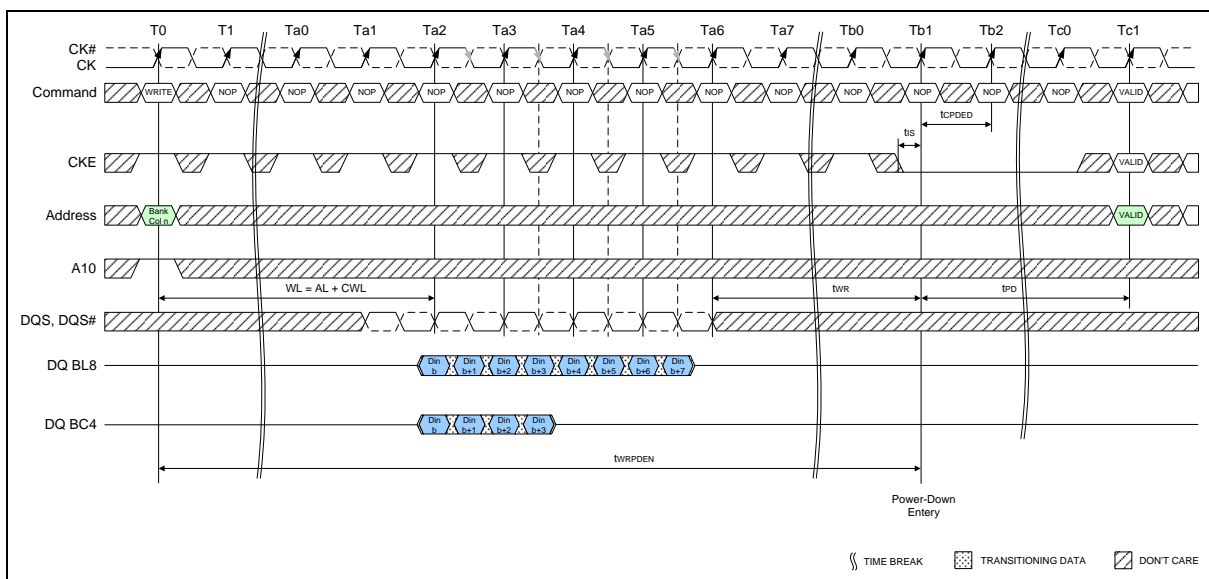 T0 T1 Ta0 Ta1 Ta2 Ta3 Ta4 Ta5 Ta6 Ta7 Tb0 Tb1 Tb2 Tc0 Tc1
CK#
CK
Command WRITE NOP NOP NOP NOP NOP NOP NOP NOP NOP NOP NOP NOP NOP VALID
tCPDED
tIS
CKE VALID
Address Bank Col n VALID
A10
WL = AL + CWL tWR tPD
DQS, DQS#
DQ BL8 Din b Din b+1 Din b+2 Din b+3 Din b+4 Din b+5 Din b+6 Din b+7
DQ BC4 Din b Din b+1 Din b+2 Din b+3
tWRPDEN
Power-Down
Entery
TIME BREAK TRANSITIONING DATA DON'T CARE